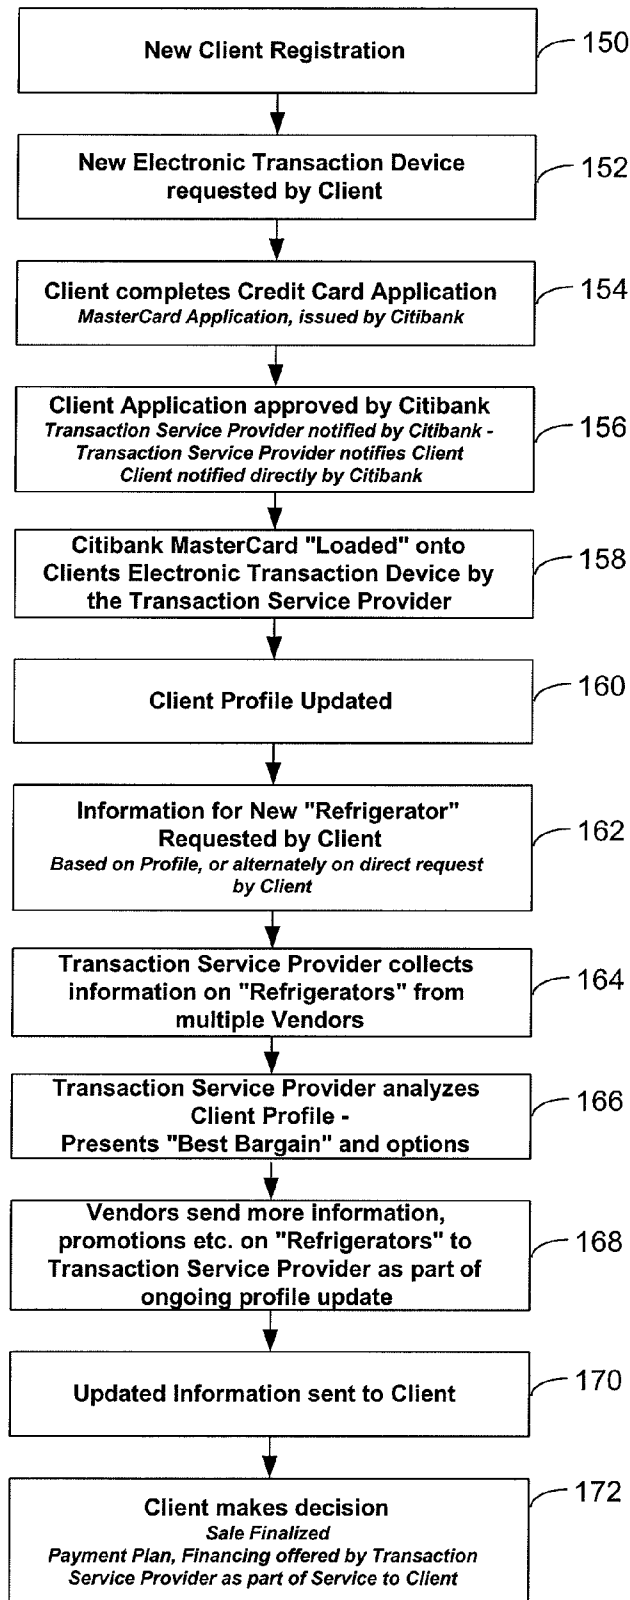 New Client Registration
150
New Electronic Transaction Device
requested by Client
152
Client completes Credit Card Application
MasterCard Application, issued by Citibank
154
Client Application approved by Citibank
Transaction Service Provider notified by Citibank -
Transaction Service Provider notifies Client
Client notified directly by Citibank
156
Citibank MasterCard "Loaded" onto
Clients Electronic Transaction Device by
the Transaction Service Provider
158
Client Profile Updated
160
Information for New "Refrigerator"
Requested by Client
Based on Profile, or alternately on direct request
by Client
162
Transaction Service Provider collects
information on "Refrigerators" from
multiple Vendors
164
Transaction Service Provider analyzes
Client Profile -
Presents "Best Bargain" and options
166
Vendors send more information,
promotions etc. on "Refrigerators" to
Transaction Service Provider as part of
ongoing profile update
168
Updated Information sent to Client
170
Client makes decision
Sale Finalized
Payment Plan, Financing offered by Transaction
Service Provider as part of Service to Client
172